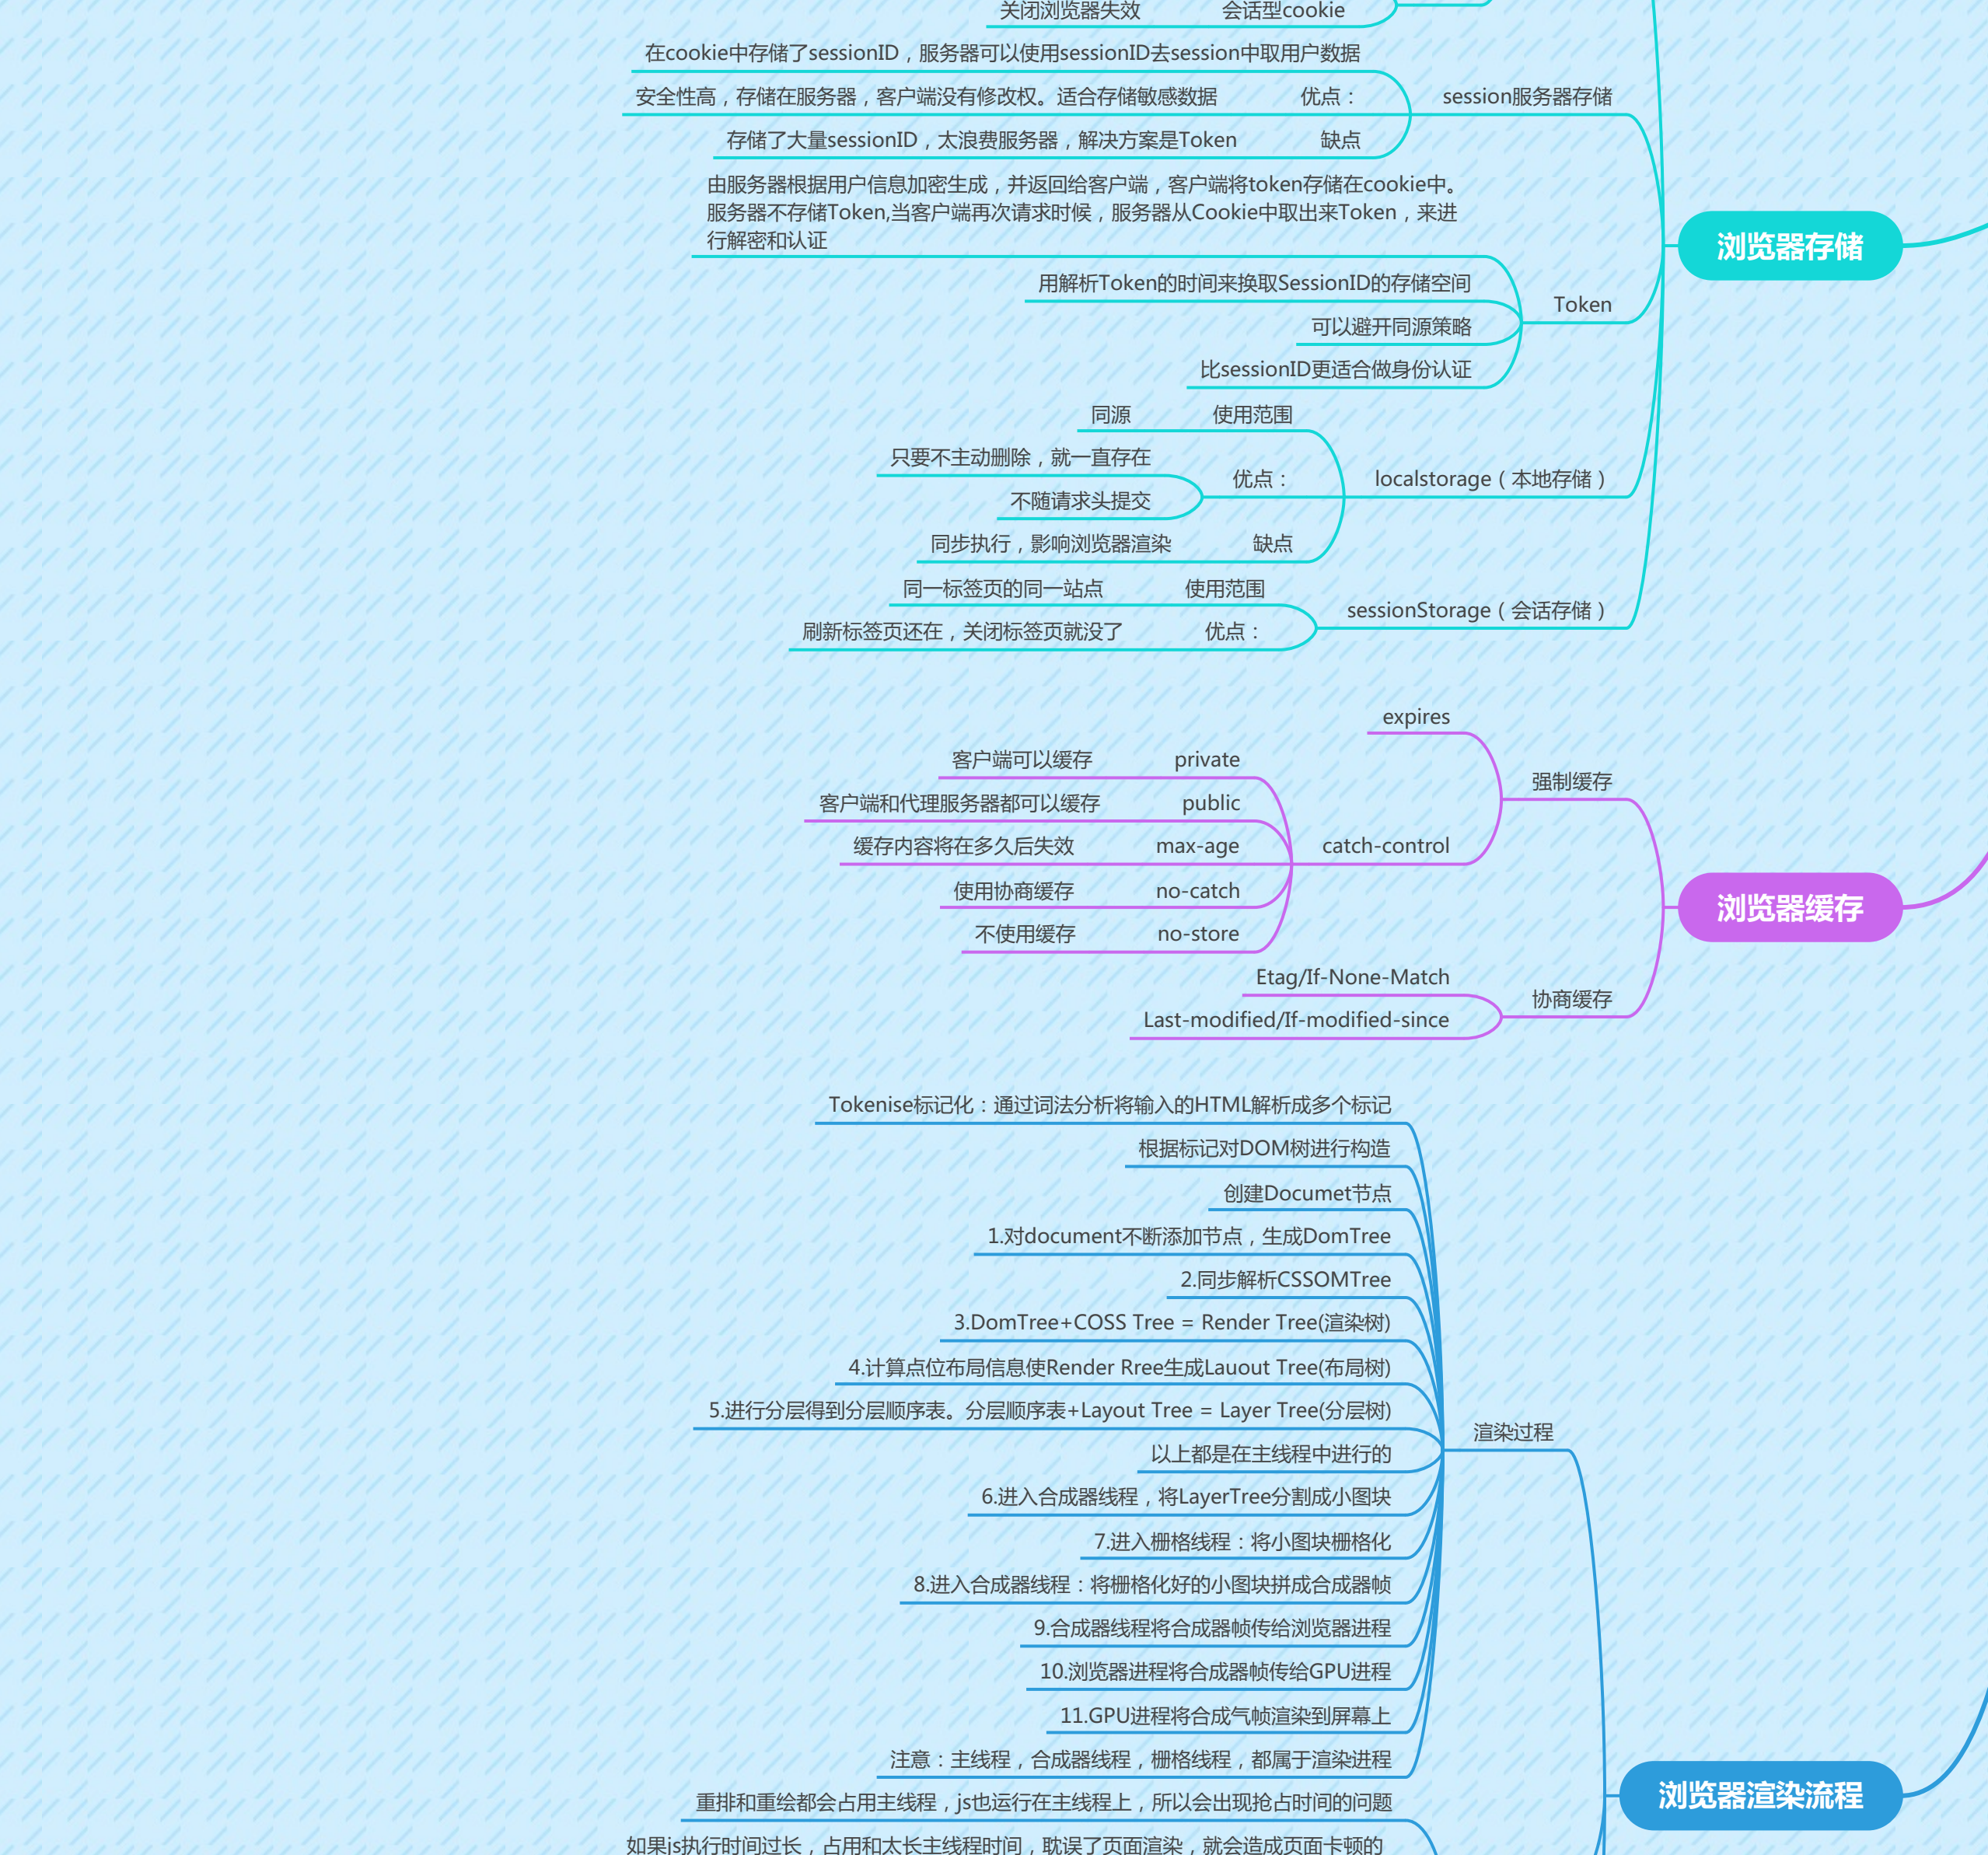 关闭浏览器失效 会话型cookie
在cookie中存储了sessionID，服务器可以使用sessionID去session中取用户数据
安全性高，存储在服务器，客户端没有修改权。适合存储敏感数据 优点： session服务器存储
存储了大量sessionID，太浪费服务器，解决方案是Token 缺点
由服务器根据用户信息加密生成，并返回给客户端，客户端将token存储在cookie中。
服务器不存储Token,当客户端再次请求时候，服务器从Cookie中取出来Token，来进
行解密和认证
浏览器存储
用解析Token的时间来换取SessionID的存储空间
Token
可以避开同源策略
比sessionID更适合做身份认证
同源 使用范围
只要不主动删除，就一直存在
优点： localstorage（本地存储）
不随请求头提交
同步执行，影响浏览器渲染 缺点
同一标签页的同一站点 使用范围
sessionStorage（会话存储）
刷新标签页还在，关闭标签页就没了 优点：
expires
客户端可以缓存 private
强制缓存
客户端和代理服务器都可以缓存 public
缓存内容将在多久后失效 max-age catch-control
使用协商缓存 no-catch
浏览器缓存
不使用缓存 no-store
Etag/If-None-Match
协商缓存
Last-modified/If-modified-since
Tokenise标记化：通过词法分析将输入的HTML解析成多个标记
根据标记对DOM树进行构造
创建Documet节点
1.对document不断添加节点，生成DomTree
2.同步解析CSSOMTree
3.DomTree+COSS Tree = Render Tree(渲染树)
4.计算点位布局信息使Render Rree生成Lauout Tree(布局树)
5.进行分层得到分层顺序表。分层顺序表+Layout Tree = Layer Tree(分层树)
渲染过程
以上都是在主线程中进行的
6.进入合成器线程，将LayerTree分割成小图块
7.进入栅格线程：将小图块栅格化
8.进入合成器线程：将栅格化好的小图块拼成合成器帧
9.合成器线程将合成器帧传给浏览器进程
10.浏览器进程将合成器帧传给GPU进程
11.GPU进程将合成气帧渲染到屏幕上
注意：主线程，合成器线程，栅格线程，都属于渲染进程
浏览器渲染流程
重排和重绘都会占用主线程，js也运行在主线程上，所以会出现抢占时间的问题
如果js执行时间过长，占用和太长主线程时间，耽误了页面渲染，就会造成页面卡顿的